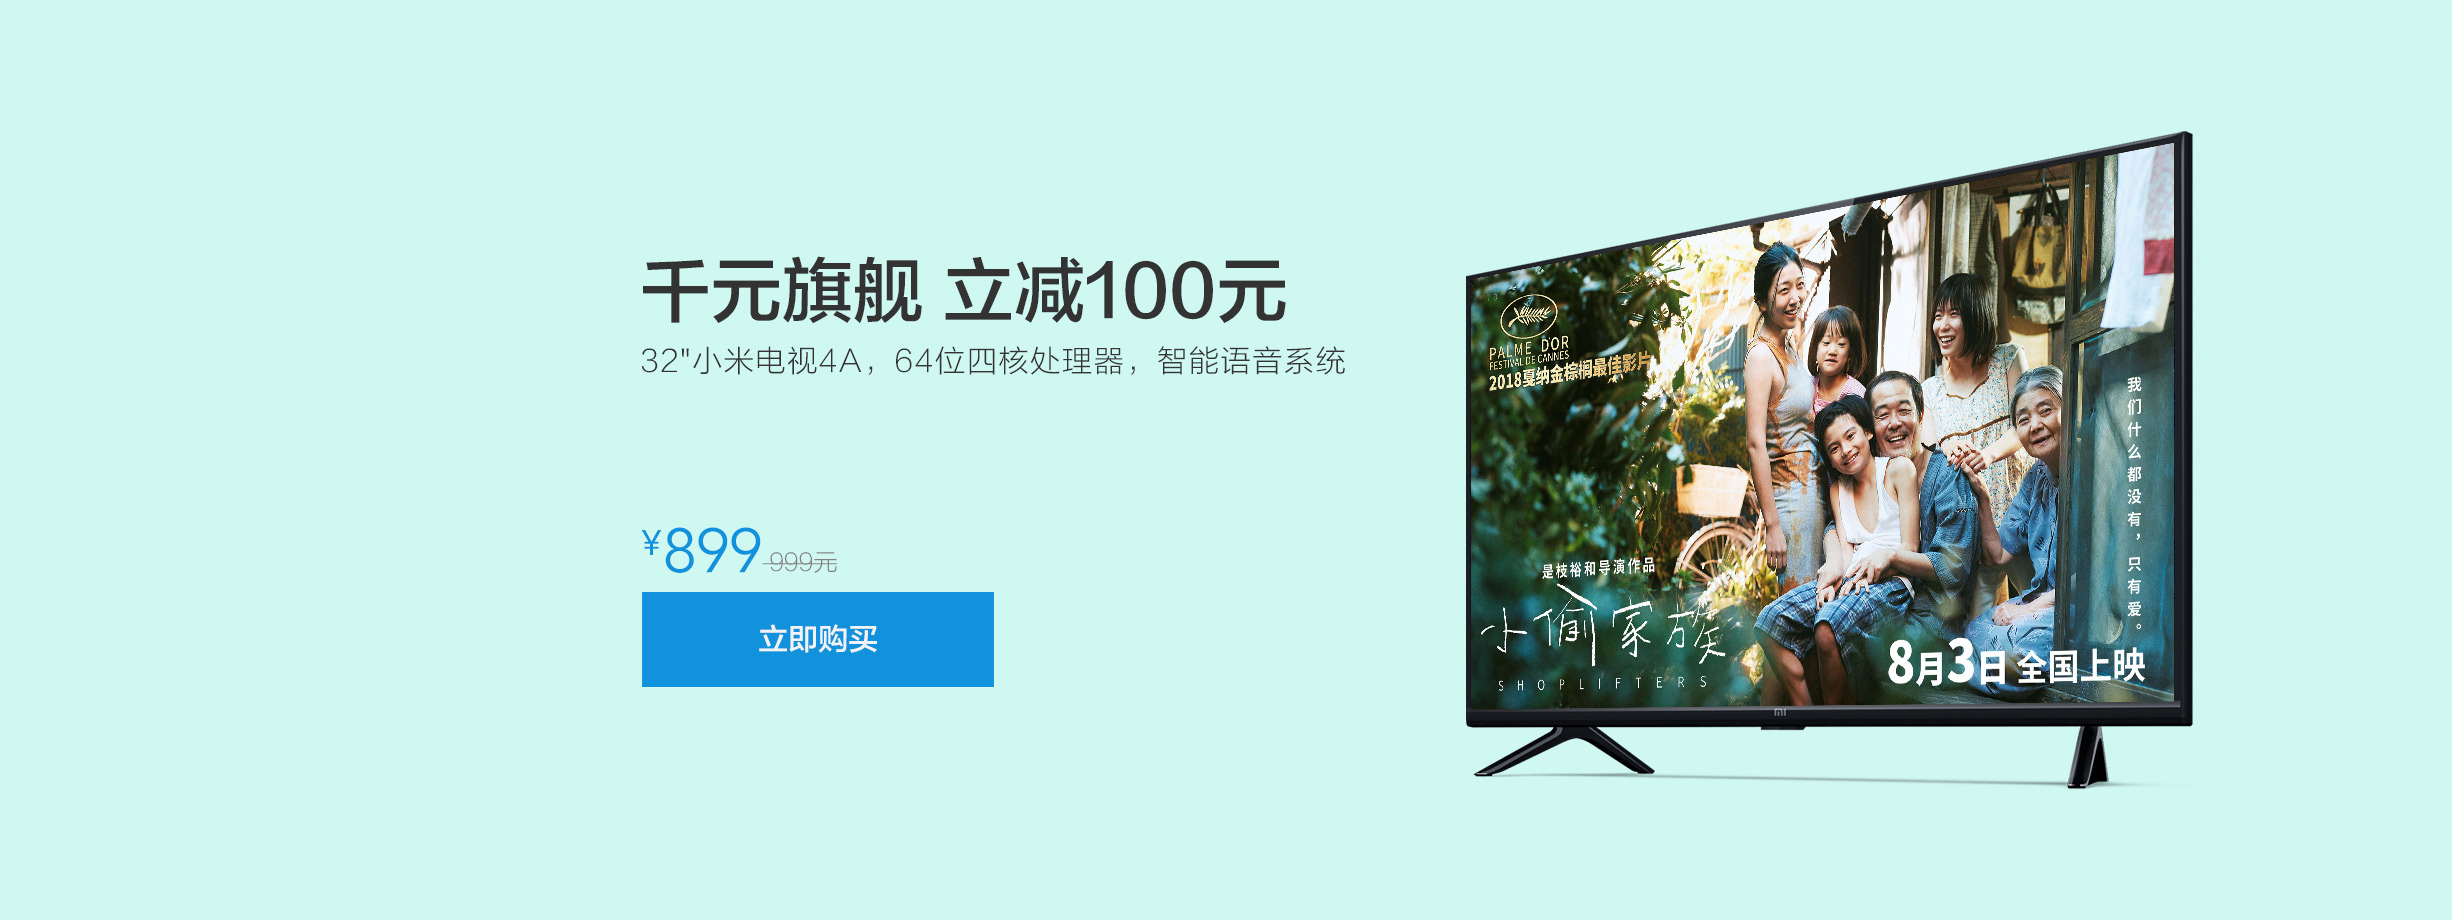 千元旗舰 立减100元
32"小米电视4A，64位四核处理器，智能语音系统
¥899 999元
立即购买
PALME D'OR
FESTIVAL DE CANNES
2018戛纳金棕榈最佳影片
我们什么都没有，只有爱。
是枝裕和导演作品
小偷家族
SHOPLIFTERS
8月3日 全国上映
mi